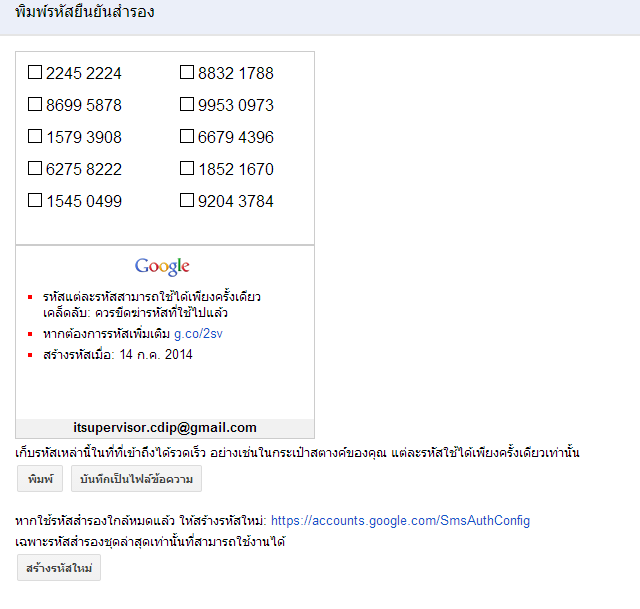 พิมพ์รหัสยืนยันสำรอง
2245 2224 8832 1788
8699 5878 9953 0973
1579 3908 6679 4396
6275 8222 1852 1670
1545 0499 9204 3784
Google
รหัสแต่ละรหัสสามารถใช้ได้เพียงครั้งเดียว
เคล็ดลับ: ควรขีดฆ่ารหัสที่ใช้ไปแล้ว
หากต้องการรหัสเพิ่มเติม g.co/2sv
สร้างรหัสเมื่อ: 14 ก.ค. 2014
itsupervisor.cdip@gmail.com
เก็บรหัสเหล่านี้ในที่ที่เข้าถึงได้รวดเร็ว อย่างเช่นในกระเป๋าสตางค์ของคุณ แต่ละรหัสใช้ได้เพียงครั้งเดียวเท่านั้น
พิมพ์ บันทึกเป็นไฟล์ข้อความ
หากใช้รหัสสำรองใกล้หมดแล้ว ให้สร้างรหัสใหม่: https://accounts.google.com/SmsAuthConfig
เฉพาะรหัสสำรองชุดล่าสุดเท่านั้นที่สามารถใช้งานได้
สร้างรหัสใหม่